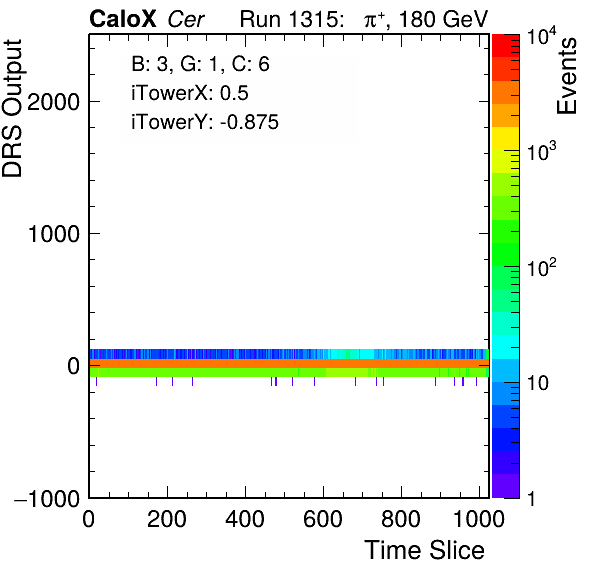 CaloX Cer Run 1315: π⁺, 180 GeV
B: 3, G: 1, C: 6
iTowerX: 0.5
iTowerY: -0.875
DRS Output
2000
1000
0
−1000
0 200 400 600 800 1000
Time Slice
Events
10⁴
10³
10²
10
1